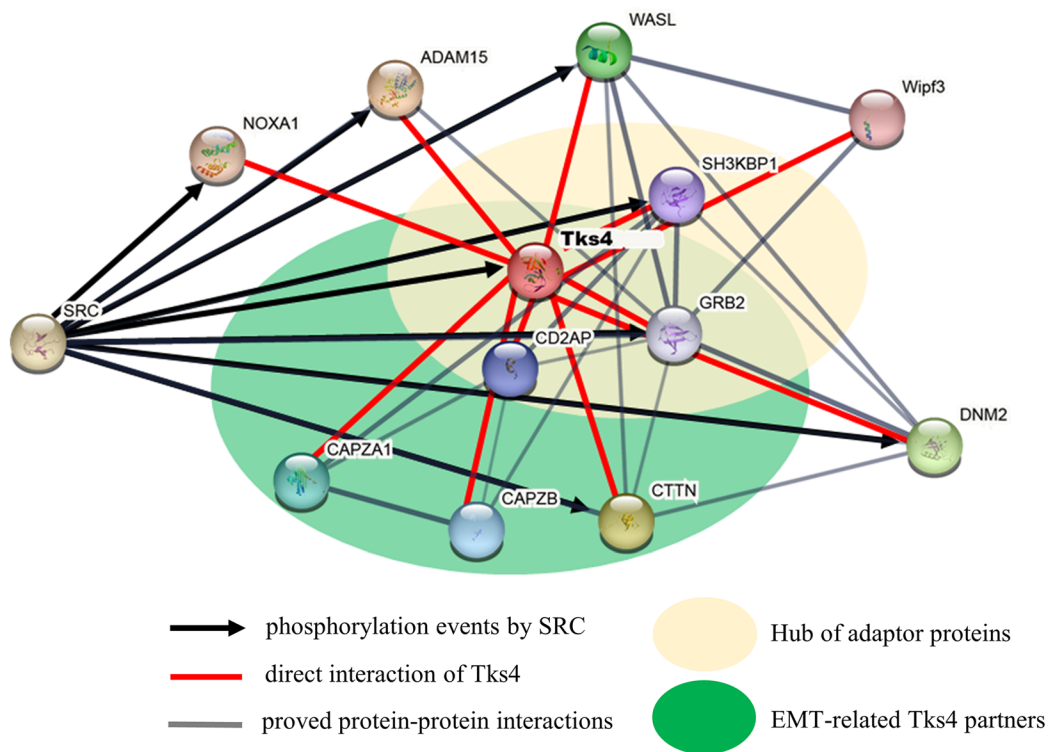 WASL
ADAM15
Wipf3
NOXA1
SH3KBP1
Tks4
SRC
GRB2
CD2AP
DNM2
CAPZA1
CAPZB
CTTN
phosphorylation events by SRC
Hub of adaptor proteins
direct interaction of Tks4
proved protein-protein interactions
EMT-related Tks4 partners